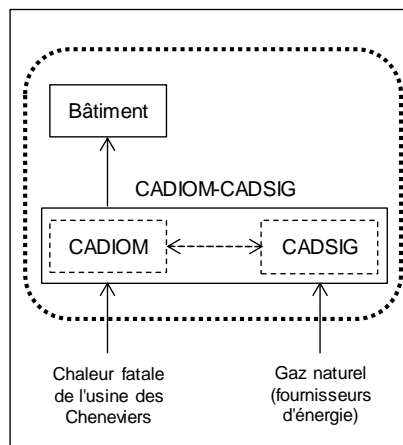 Bâtiment
CADIOM-CADSIG
CADIOM
CADSIG
Chaleur fatale
de l'usine des
Cheneviers
Gaz naturel
(fournisseurs
d'énergie)